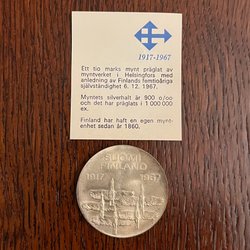 1917-1967
Ett tio marks mynt präglat av
myntverket i Helsingfors med
anledning av Finlands femtioåriga
självständighet 6. 12. 1967.
Myntets silverhalt är 900 o/oo
och det har präglats i 1 000 000
ex.
Finland har haft en egen mynt-
enhet sedan år 1860.
SUOMI
FINLAND
1917 1967